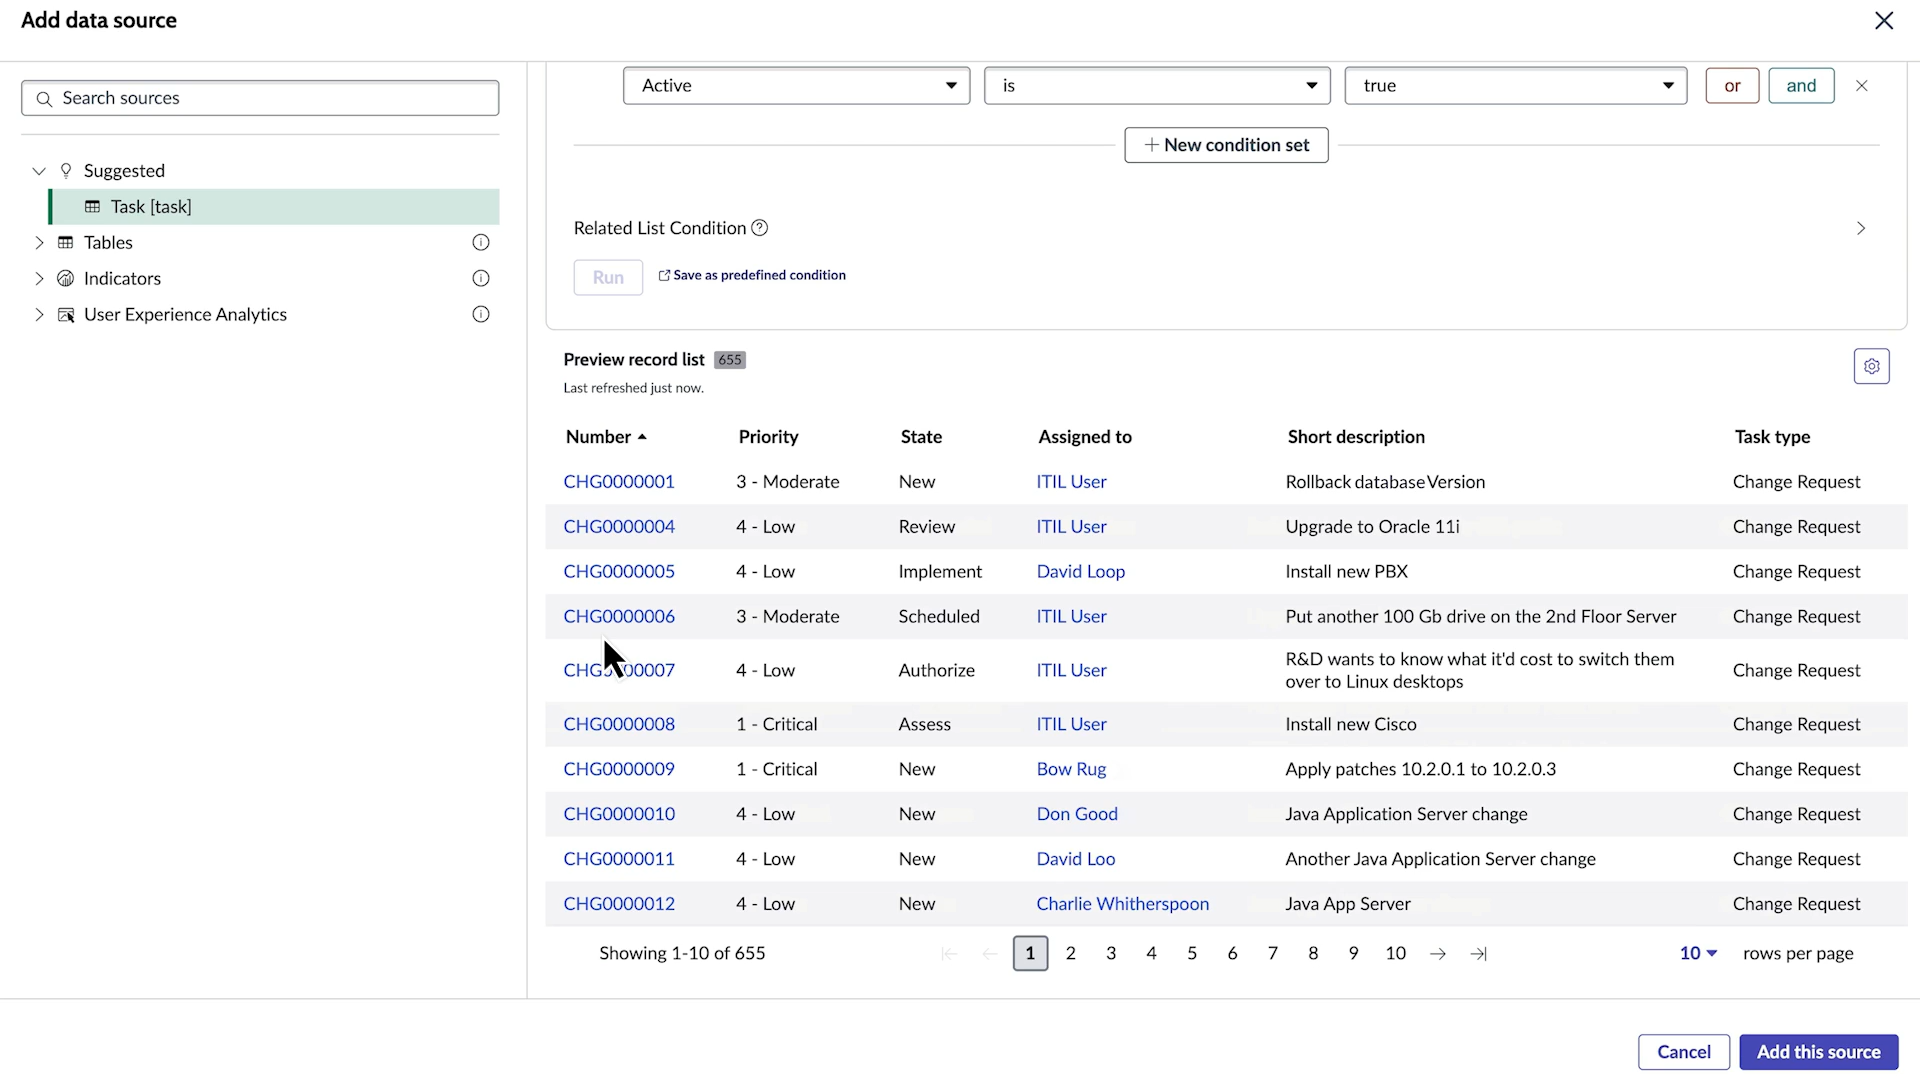 Add data source
Search sources
Suggested
Task [task]
Tables
Indicators
User Experience Analytics
Active is true or and
New condition set
Related List Condition
Run Save as predefined condition
Preview record list 655
Last refreshed just now.
Number Priority State Assigned to Short description Task type
CHG0000001 3 - Moderate New ITIL User Rollback database Version Change Request
CHG0000004 4 - Low Review ITIL User Upgrade to Oracle 11i Change Request
CHG0000005 4 - Low Implement David Loop Install new PBX Change Request
CHG0000006 3 - Moderate Scheduled ITIL User Put another 100 Gb drive on the 2nd Floor Server Change Request
4 - Low Authorize ITIL User R&D wants to know what it'd cost to switch them Change Request
over to Linux desktops
CHG0000008 1 - Critical Assess ITIL User Install new Cisco Change Request
CHG0000009 1 - Critical New Bow Rug Apply patches 10.2.0.1 to 10.2.0.3 Change Request
CHG0000010 4 - Low New Don Good Java Application Server change Change Request
CHG0000011 4 - Low New David Loo Another Java Application Server change Change Request
CHG0000012 4 - Low New Charlie Whitherspoon Java App Server Change Request
Showing 1-10 of 655 1 2 3 4 5 6 7 8 9 10 10 rows per page
Cancel Add this source